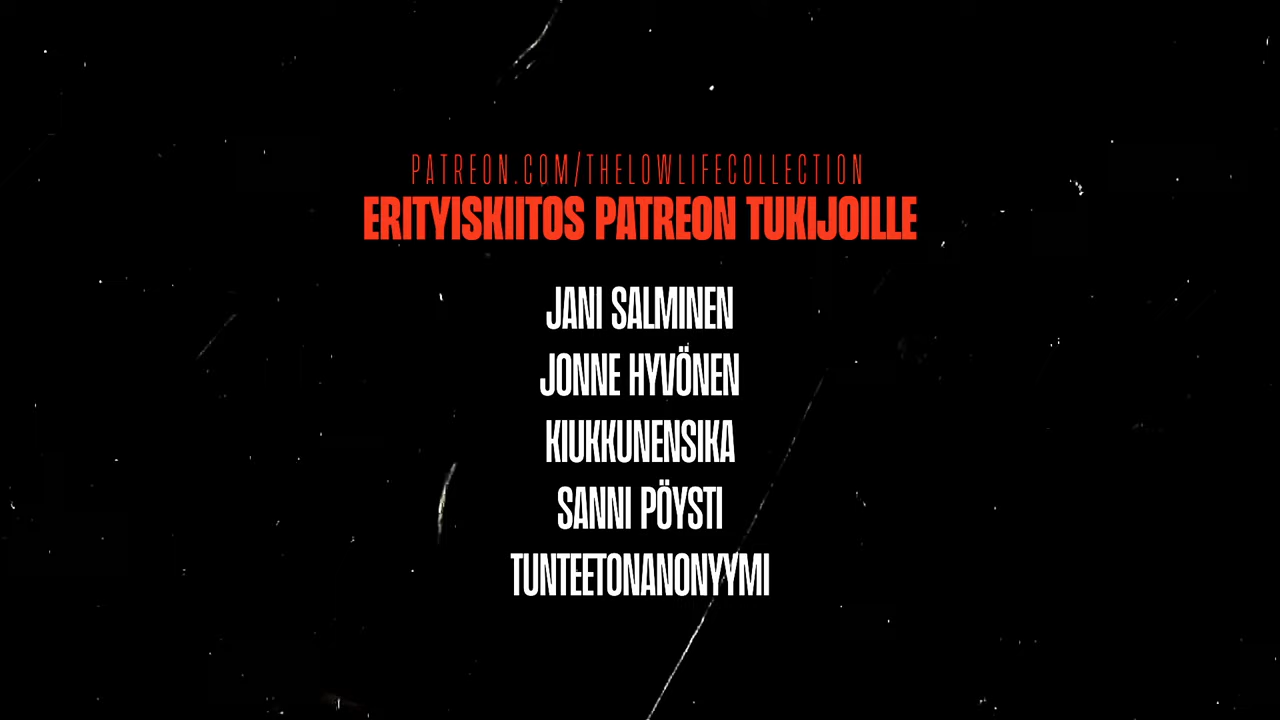 PATREON.COM/THELOWLIFECOLLECTION
ERITYISKIITOS PATREON TUKIJOILLE
JANI SALMINEN
JONNE HYVÖNEN
KIUKKUNENSIKA
SANNI PÖYSTI
TUNTEETONANONYYMI